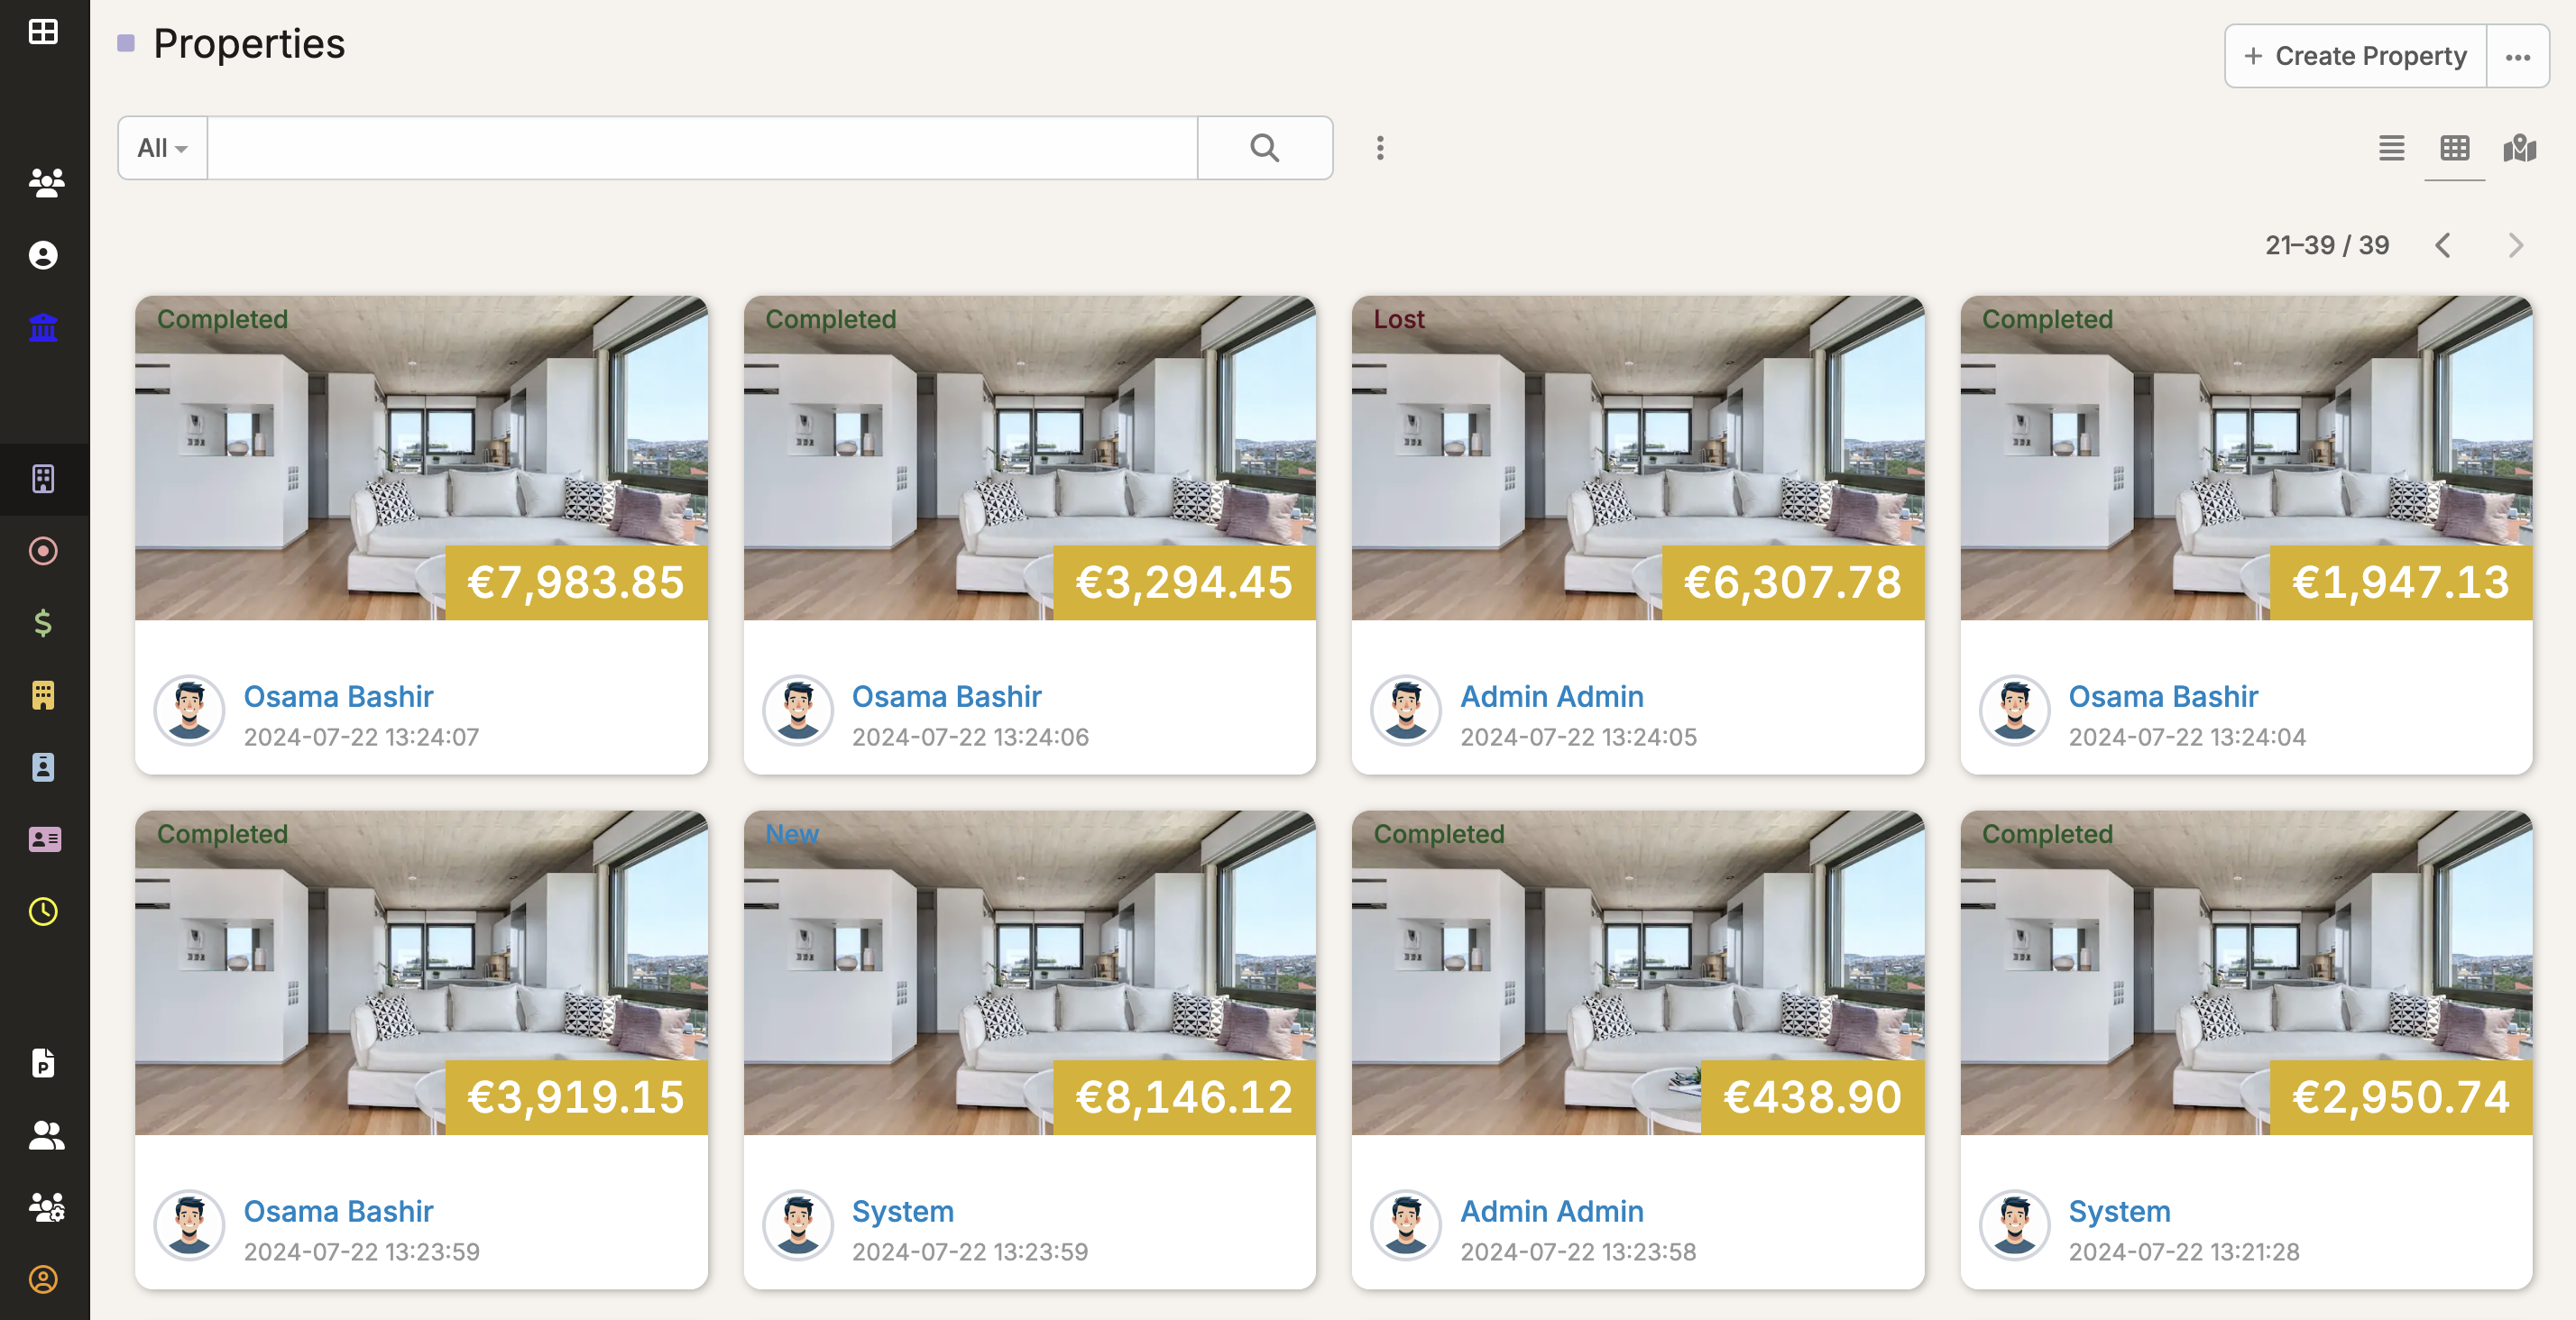 Properties
+ Create Property
All
21–39 / 39
Completed
€7,983.85
Osama Bashir
2024-07-22 13:24:07
Completed
€3,294.45
Osama Bashir
2024-07-22 13:24:06
Lost
€6,307.78
Admin Admin
2024-07-22 13:24:05
Completed
€1,947.13
Osama Bashir
2024-07-22 13:24:04
Completed
€3,919.15
Osama Bashir
2024-07-22 13:23:59
New
€8,146.12
System
2024-07-22 13:23:59
Completed
€438.90
Admin Admin
2024-07-22 13:23:58
Completed
€2,950.74
System
2024-07-22 13:21:28